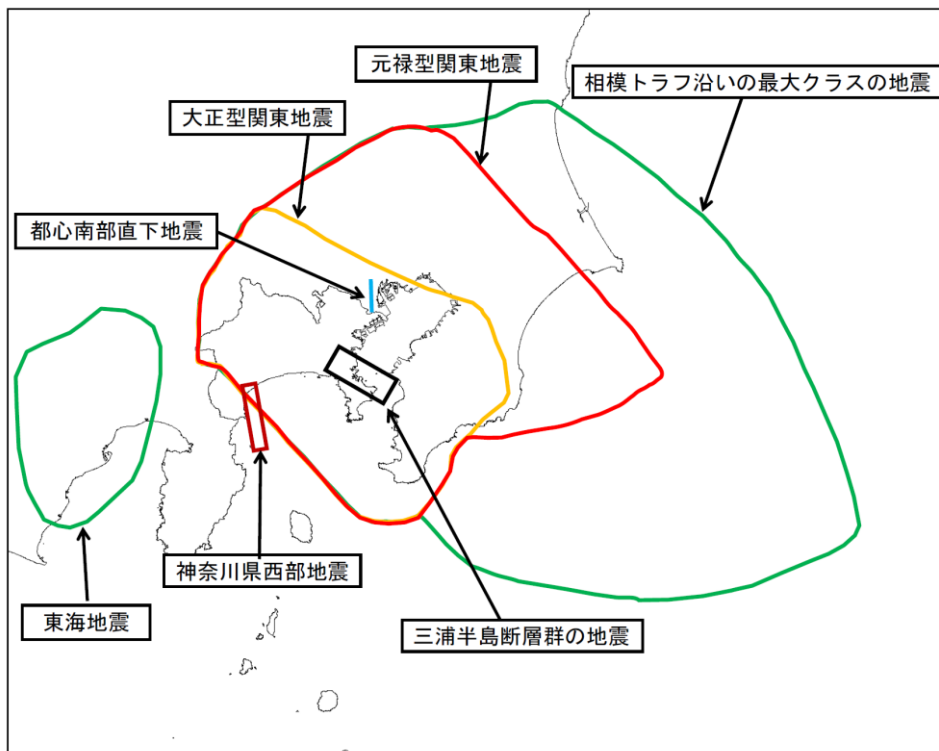 元禄型関東地震
相模トラフ沿いの最大クラスの地震
大正型関東地震
都心南部直下地震
神奈川県西部地震
東海地震
三浦半島断層群の地震